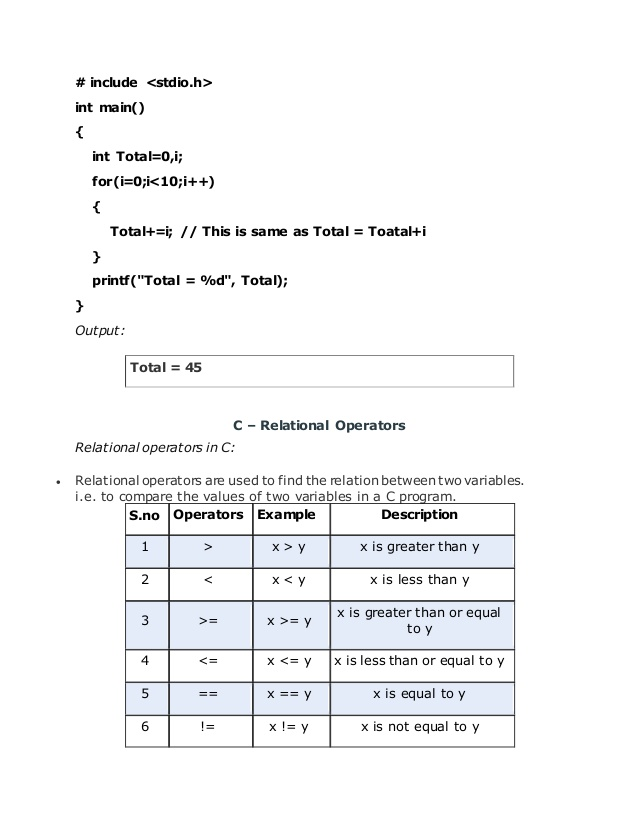 # include <stdio.h>
int main()
{
int Total=0,i;
for(i=0;i<10;i++)
{
Total+=i; // This is same as Total = Toatal+i
}
printf("Total = %d", Total);
}
Output:
Total = 45
C – Relational Operators
Relational operators in C:
• Relational operators are used to find the relation between two variables.
i.e. to compare the values of two variables in a C program.
S.no Operators Example Description
1 > x > y x is greater than y
2 < x < y x is less than y
3 >= x >= y x is greater than or equal
to y
4 <= x <= y x is less than or equal to y
5 == x == y x is equal to y
6 != x != y x is not equal to y